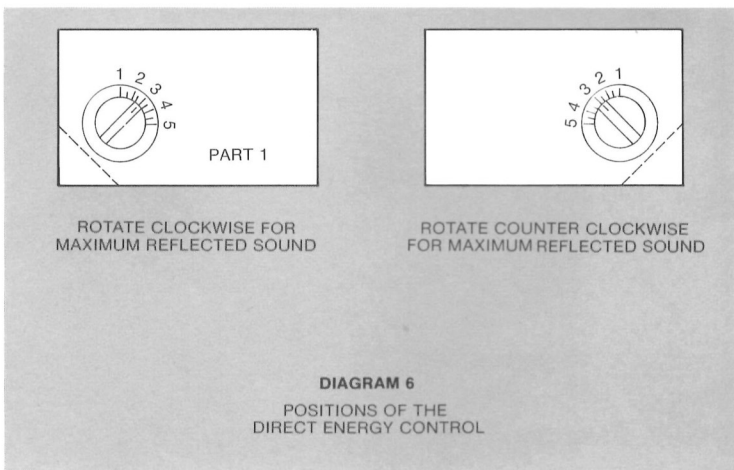 1 2 3 4 5
PART 1
5 4 3 2 1
ROTATE CLOCKWISE FOR
MAXIMUM REFLECTED SOUND
ROTATE COUNTER CLOCKWISE
FOR MAXIMUM REFLECTED SOUND
DIAGRAM 6
POSITIONS OF THE
DIRECT ENERGY CONTROL